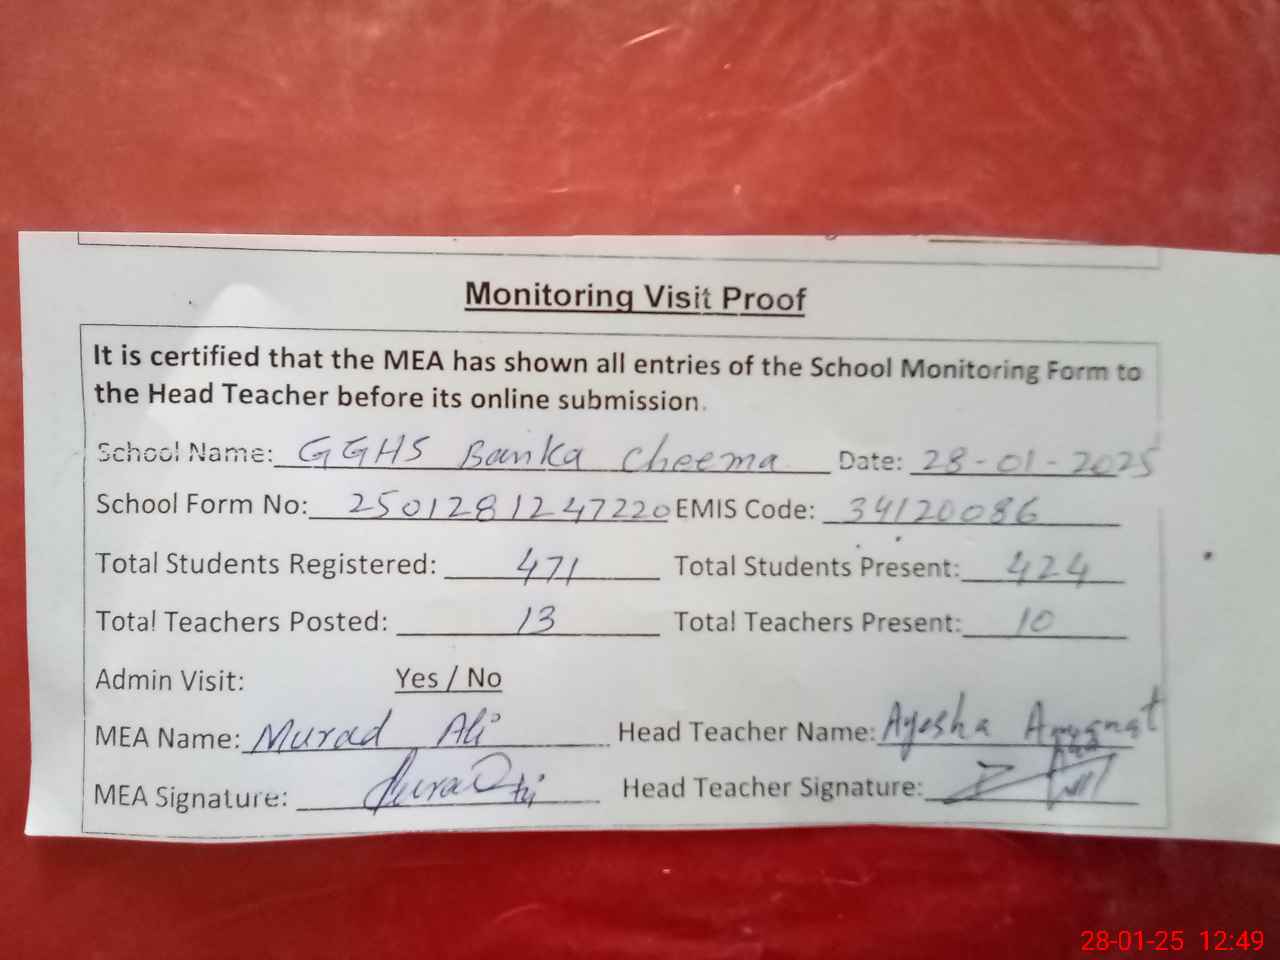 Monitoring Visit Proof
It is certified that the MEA has shown all entries of the School Monitoring Form to
the Head Teacher before its online submission.
School Name: GGHS Banka Cheema Date: 28-01-2025
School Form No: 2501281247220 EMIS Code: 34120086
Total Students Registered: 471 Total Students Present: 424
Total Teachers Posted: 13 Total Teachers Present: 10
Admin Visit: Yes / No
MEA Name: Murad Ali Head Teacher Name: Ayesha
MEA Signature: Head Teacher Signature:
28-01-25 12:49